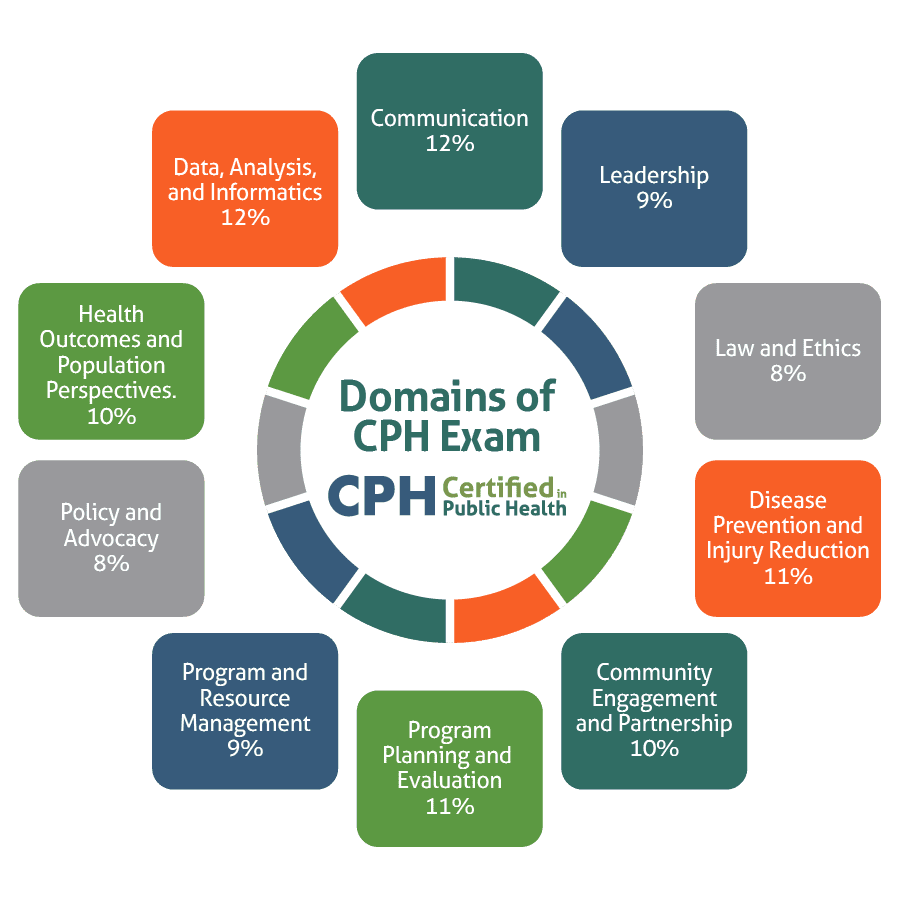 Communication
12%
Leadership
9%
Law and Ethics
8%
Disease
Prevention and
Injury Reduction
11%
Community
Engagement
and Partnership
10%
Program
Planning and
Evaluation
11%
Program and
Resource
Management
9%
Policy and
Advocacy
8%
Health
Outcomes and
Population
Perspectives.
10%
Data, Analysis,
and Informatics
12%
Domains of
CPH Exam
CPH Certified in
Public Health